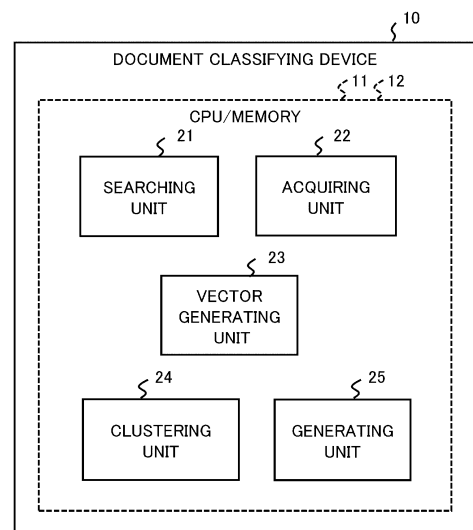 10
DOCUMENT CLASSIFYING DEVICE
11 12
CPU/MEMORY
21
SEARCHING
UNIT
22
ACQUIRING
UNIT
23
VECTOR
GENERATING
UNIT
24
CLUSTERING
UNIT
25
GENERATING
UNIT